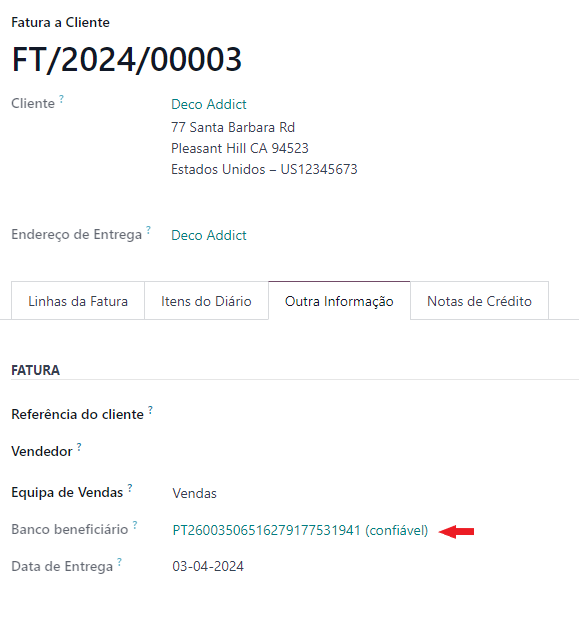 Fatura a Cliente
FT/2024/00003
Cliente ?
Deco Addict
77 Santa Barbara Rd
Pleasant Hill CA 94523
Estados Unidos – US12345673
Endereço de Entrega ? Deco Addict
Linhas da Fatura Itens do Diário Outra Informação Notas de Crédito
FATURA
Referência do cliente ?
Vendedor ?
Equipa de Vendas ? Vendas
Banco beneficiário ? PT26003506516279177531941 (confiável)
Data de Entrega ? 03-04-2024